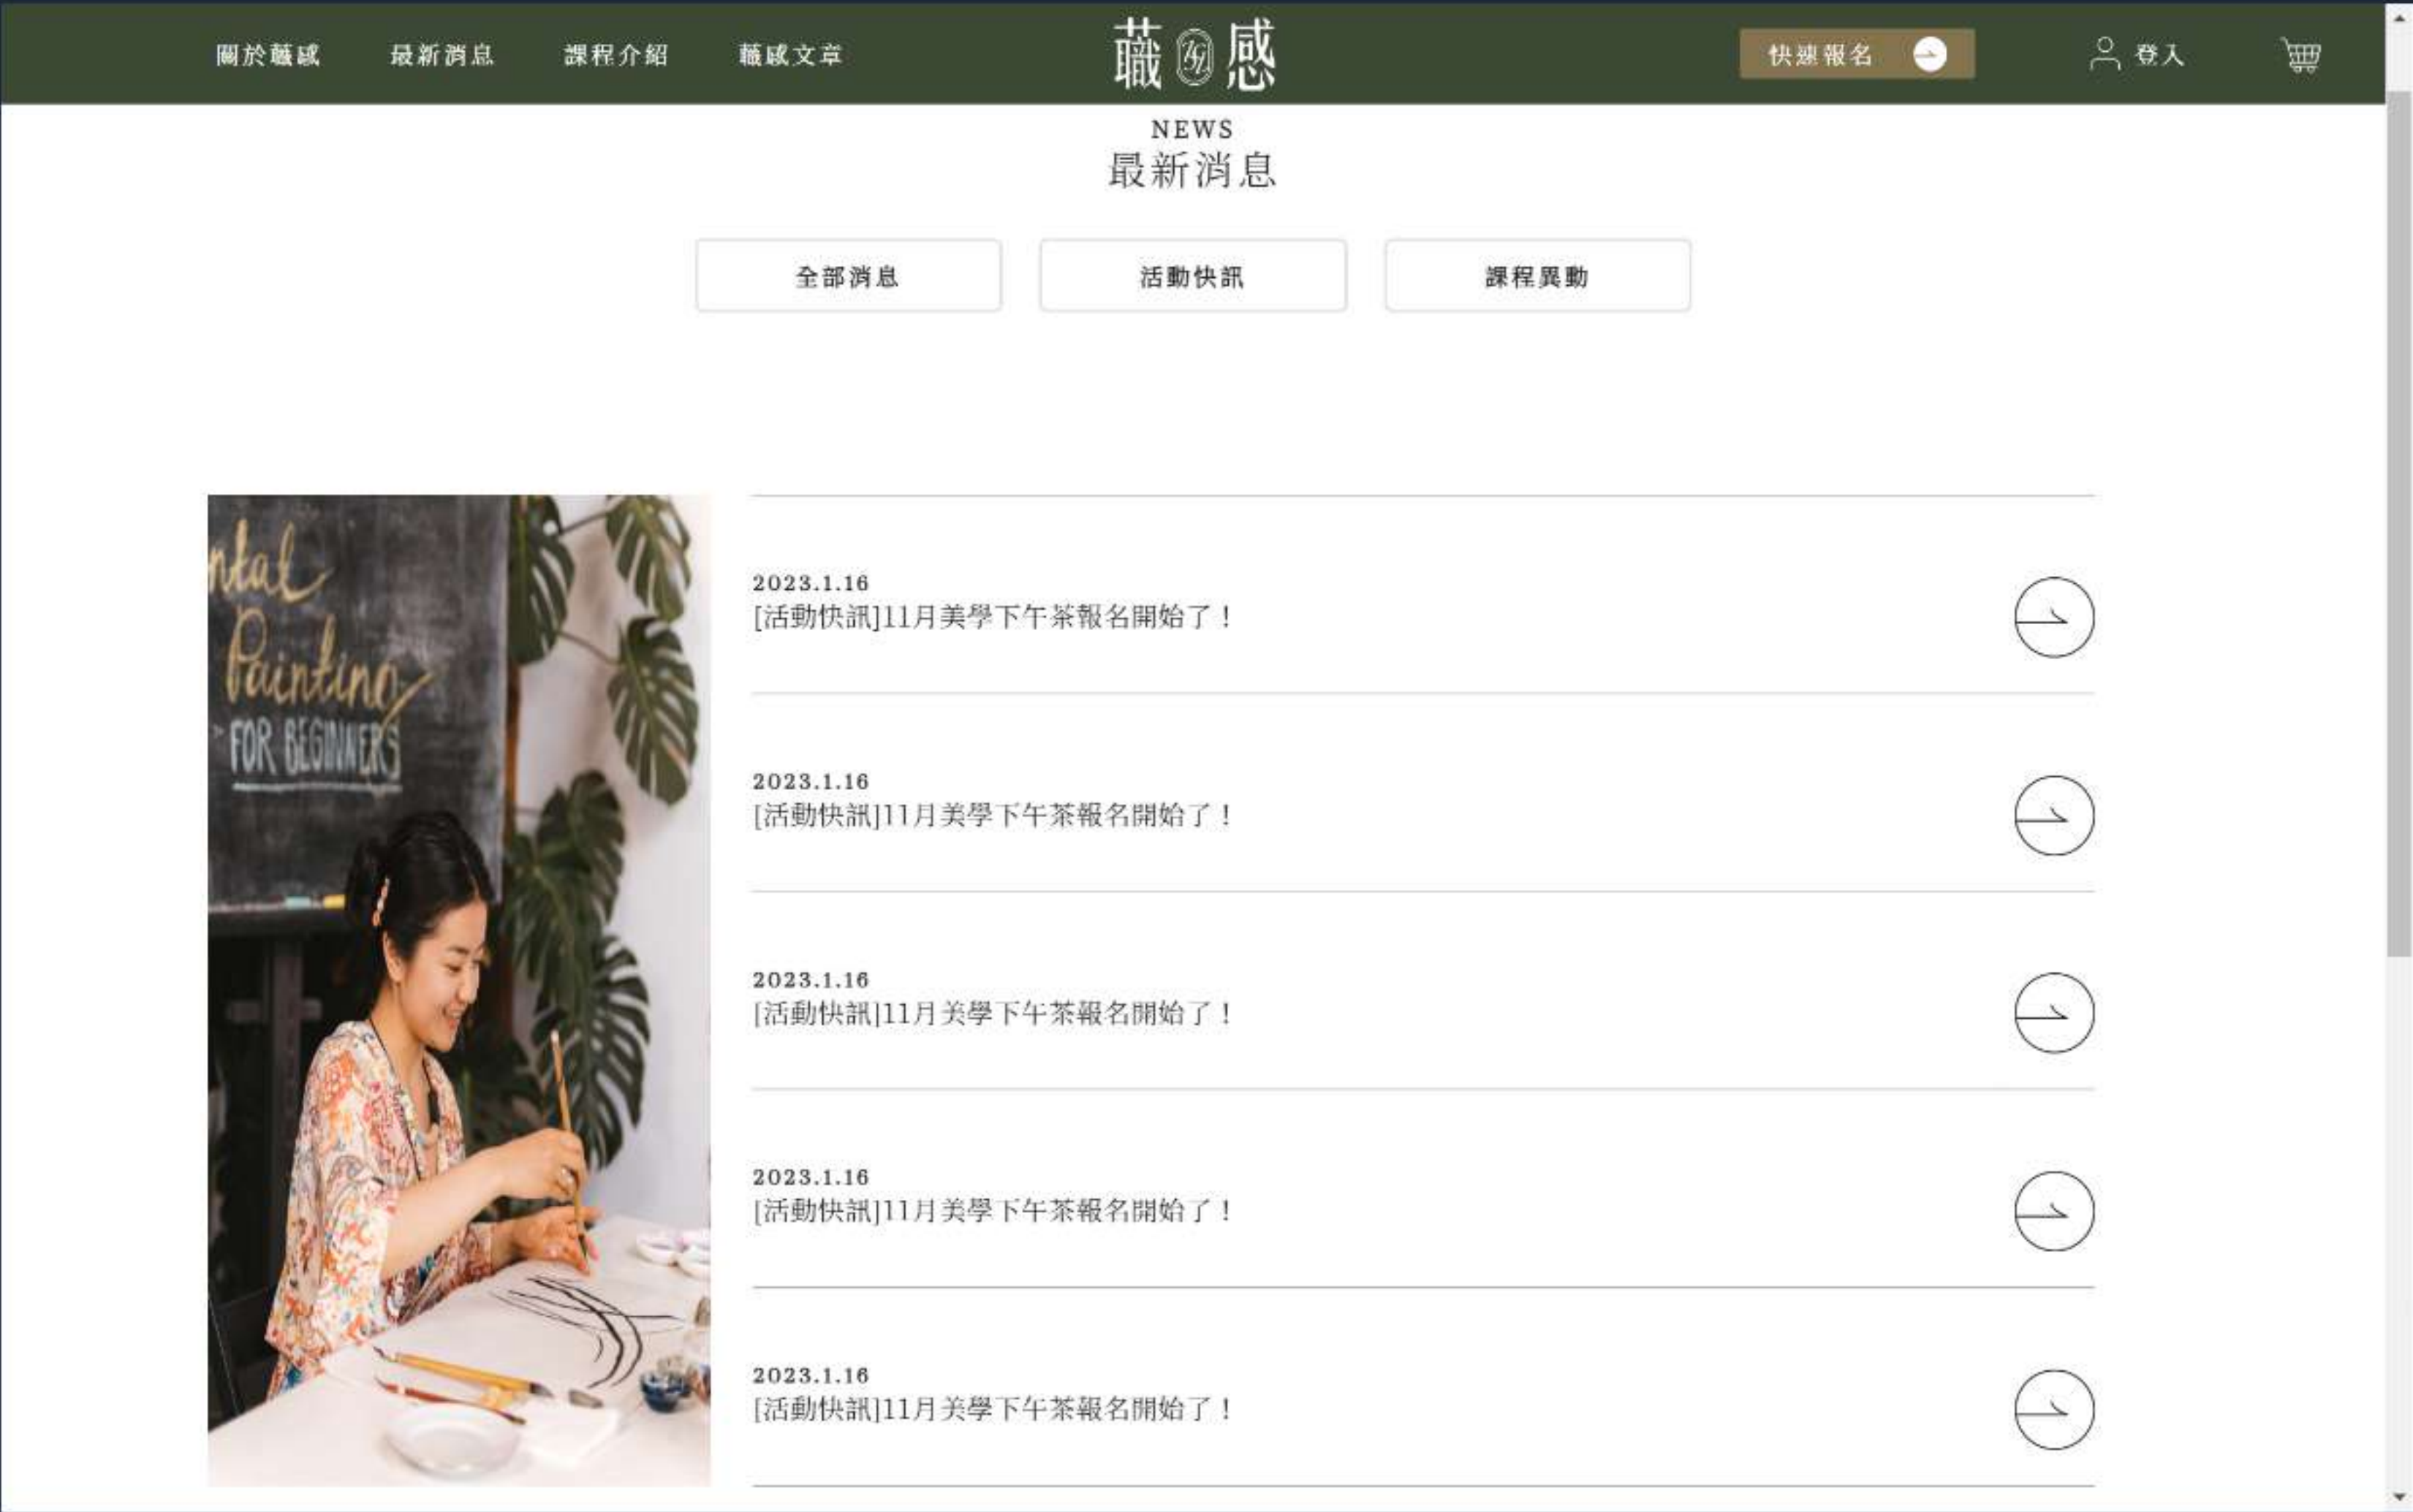 關於蘵感
最新消息
課程介紹
蘵感文章
蘵感
快速報名
登入
NEWS
最新消息
全部消息
活動快訊
課程異動
ntal
Painting
FOR BEGINNERS
2023.1.16
[活動快訊]11月美學下午茶報名開始了！
2023.1.16
[活動快訊]11月美學下午茶報名開始了！
2023.1.16
[活動快訊]11月美學下午茶報名開始了！
2023.1.16
[活動快訊]11月美學下午茶報名開始了！
2023.1.16
[活動快訊]11月美學下午茶報名開始了！